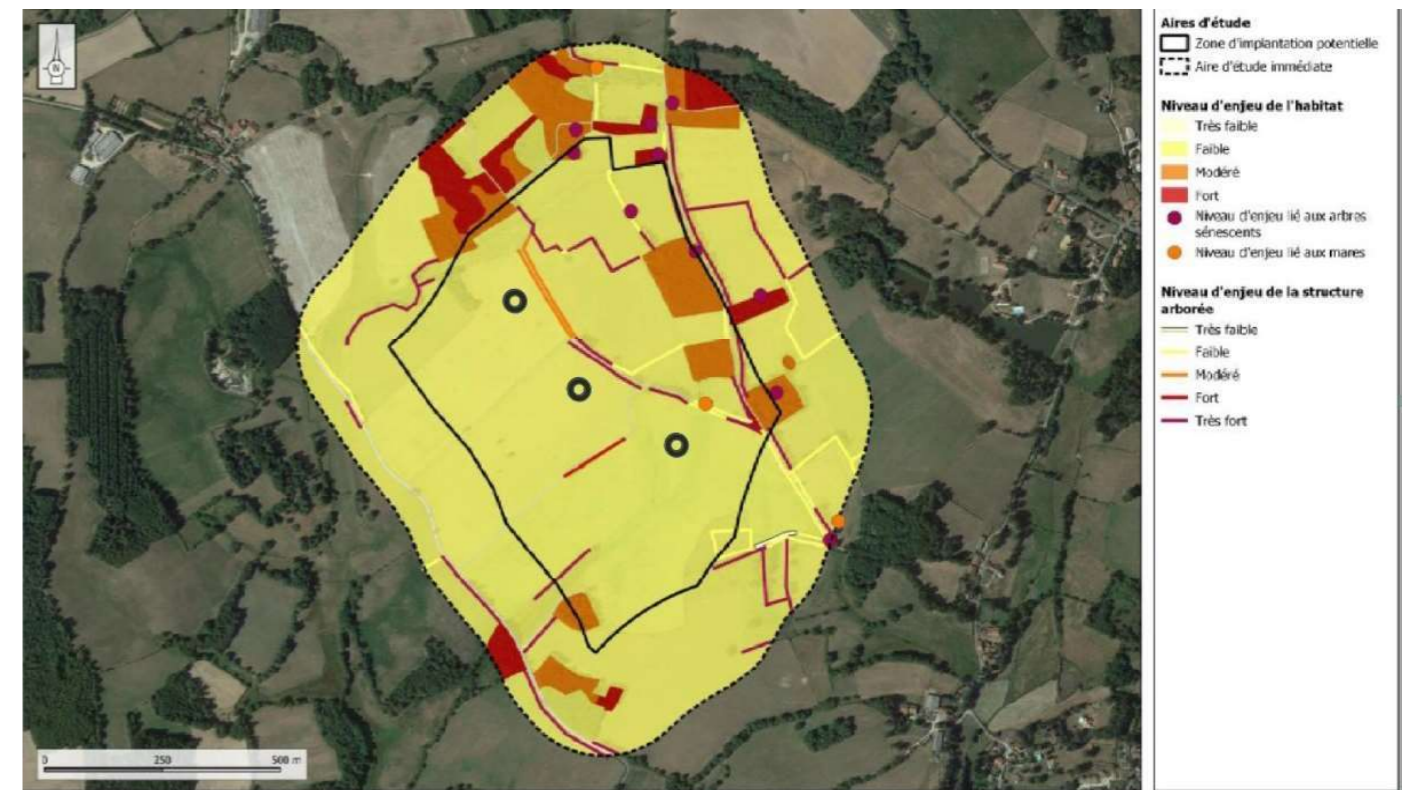 N
0 250 500 m
Aires d'étude
Zone d'implantation potentielle
Aire d'étude immédiate
Niveau d'enjeu de l'habitat
Très faible
Faible
Modéré
Fort
Niveau d'enjeu lié aux arbres
sénescents
Niveau d'enjeu lié aux mares
Niveau d'enjeu de la structure
arborée
Très faible
Faible
Modéré
Fort
Très fort